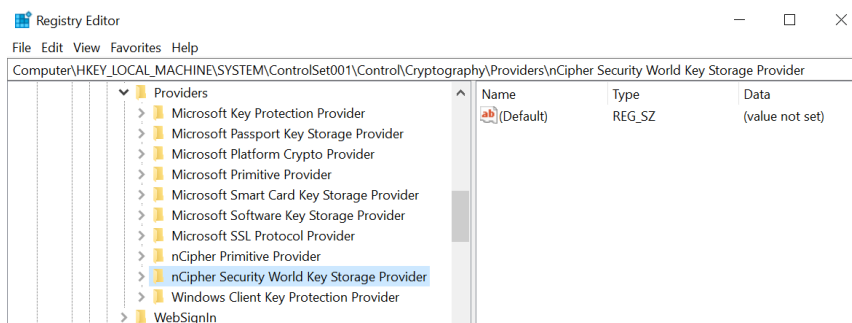 Registry Editor
File Edit View Favorites Help
Computer\HKEY_LOCAL_MACHINE\SYSTEM\ControlSet001\Control\Cryptography\Providers\nCipher Security World Key Storage Provider
Providers
Microsoft Key Protection Provider
Microsoft Passport Key Storage Provider
Microsoft Platform Crypto Provider
Microsoft Primitive Provider
Microsoft Smart Card Key Storage Provider
Microsoft Software Key Storage Provider
Microsoft SSL Protocol Provider
nCipher Primitive Provider
nCipher Security World Key Storage Provider
Windows Client Key Protection Provider
WebSignIn
Name Type Data
ab (Default) REG_SZ (value not set)